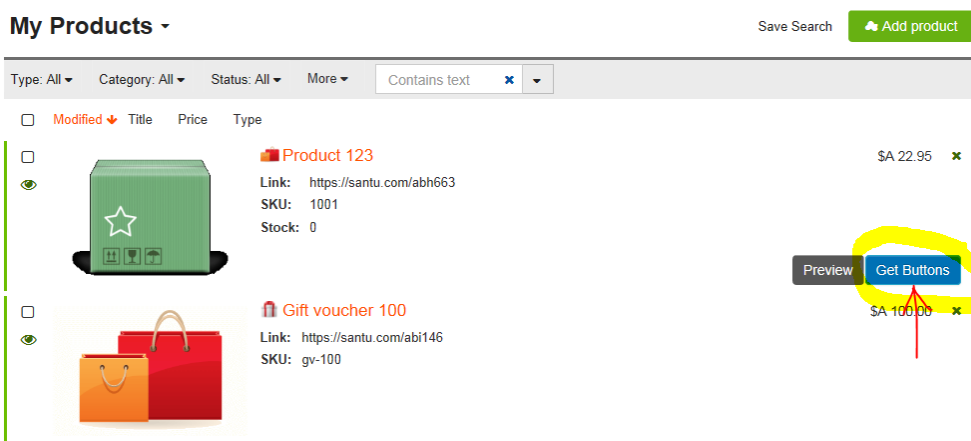 My Products
Save Search
Add product
Type: All
Category: All
Status: All
More
Contains text
Modified
Title
Price
Type
Product 123
$A 22.95
Link: https://santu.com/abh663
SKU: 1001
Stock: 0
Preview
Get Buttons
Gift voucher 100
$A 100.00
Link: https://santu.com/abl146
SKU: gv-100